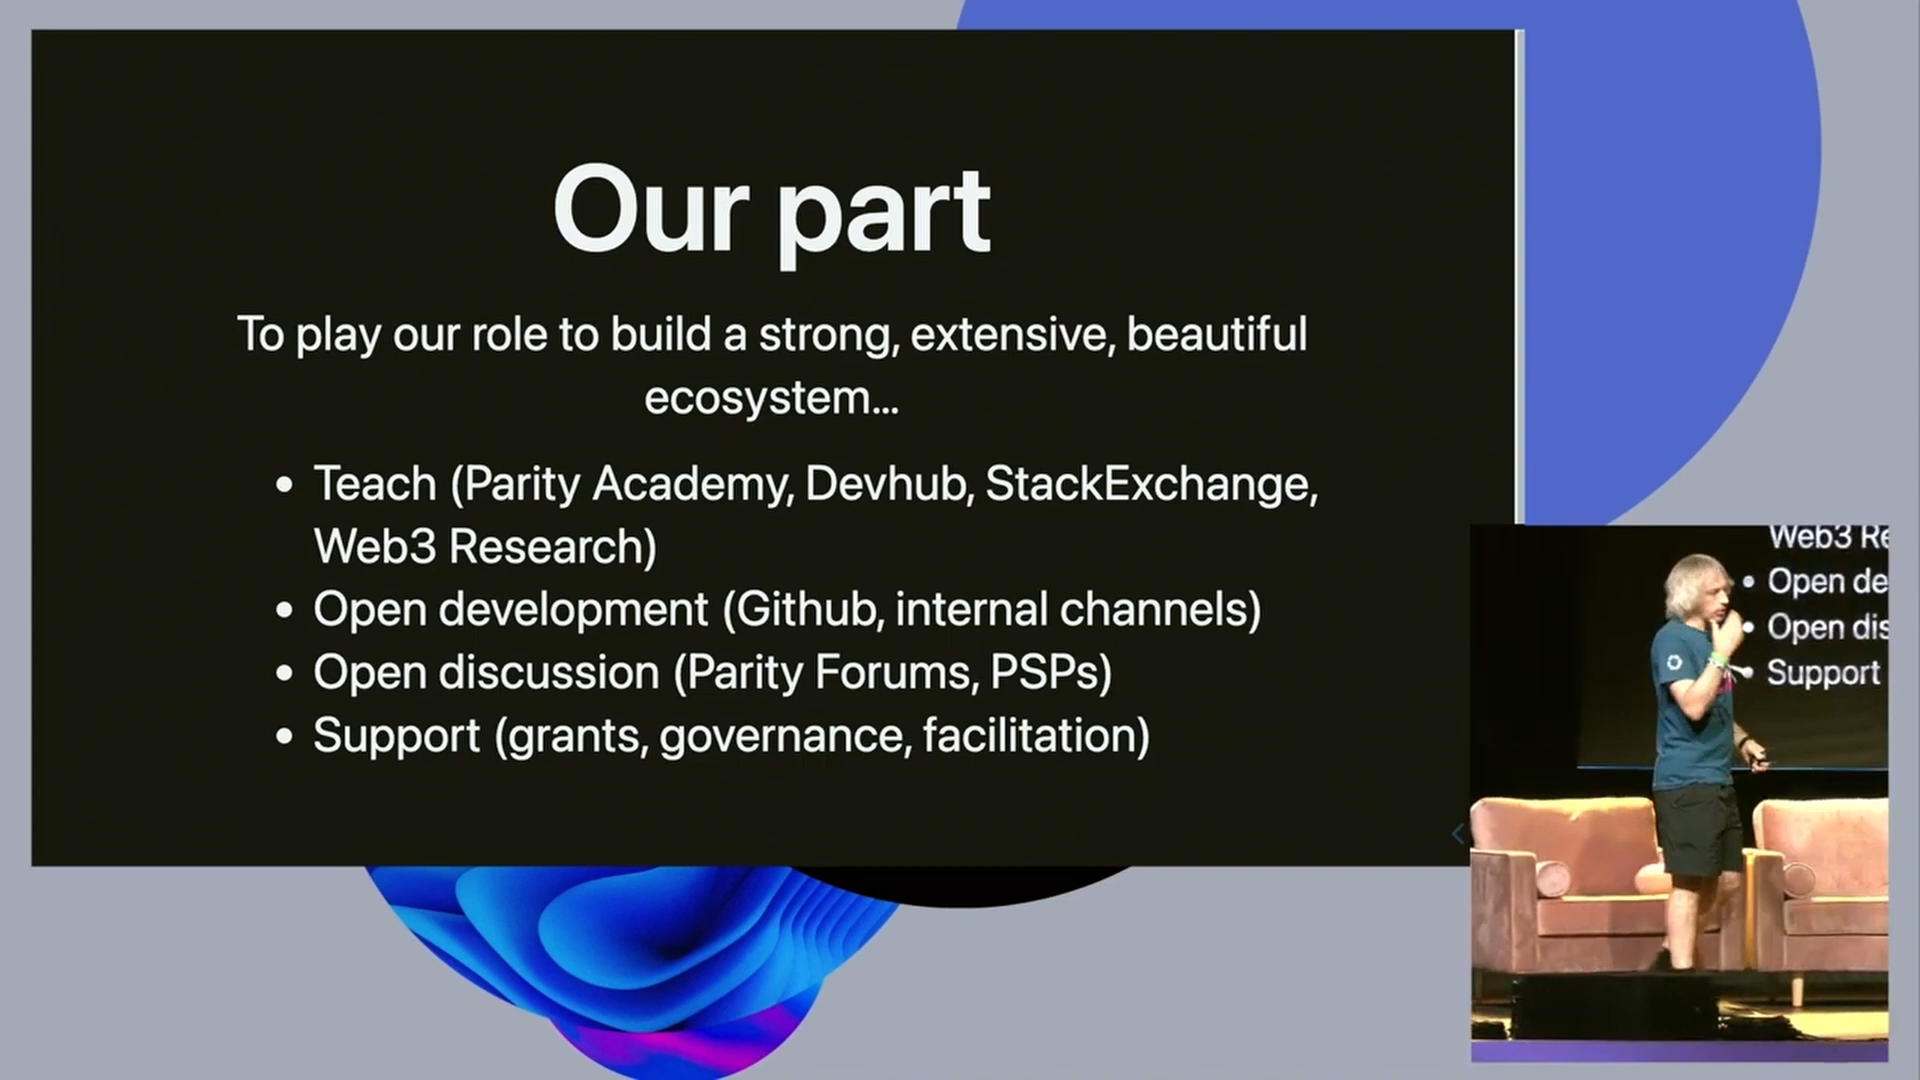 Our part
To play our role to build a strong, extensive, beautiful
ecosystem...
• Teach (Parity Academy, Devhub, StackExchange,
Web3 Research)
• Open development (Github, internal channels)
• Open discussion (Parity Forums, PSPs)
• Support (grants, governance, facilitation)
Web3 Re
• Open de
• Open dis
• Support